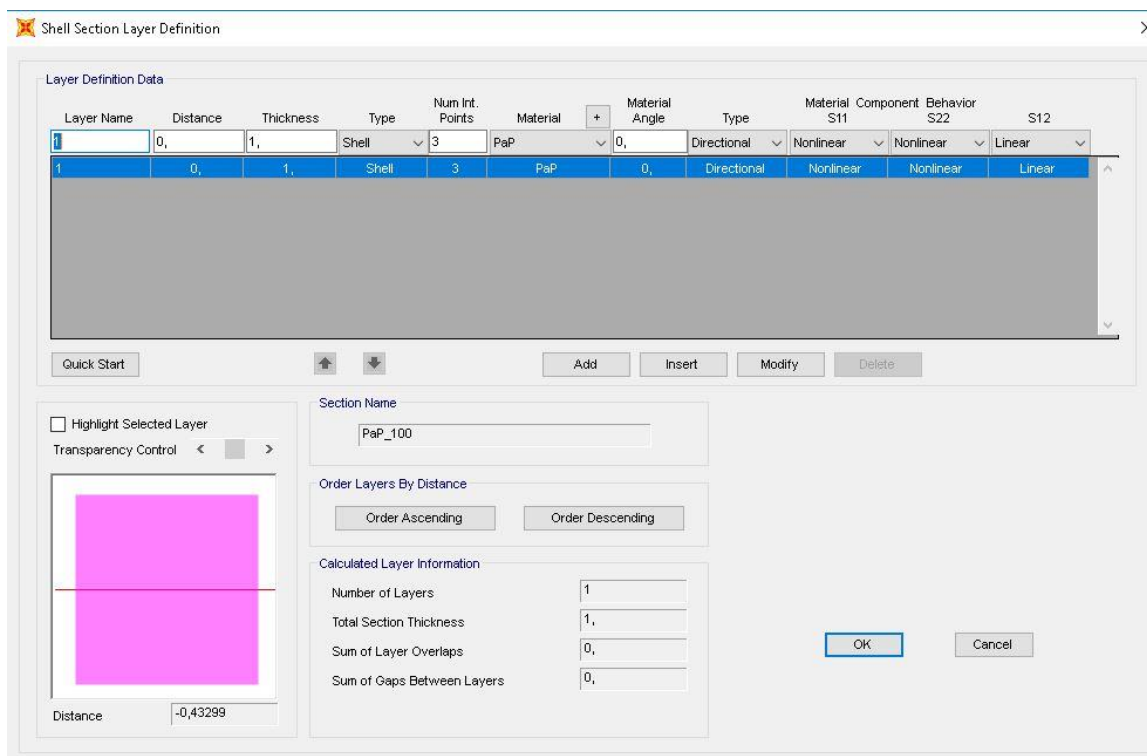 Shell Section Layer Definition
Layer Definition Data
Layer Name Distance Thickness Type Num Int. Points Material + Material Angle Type Material Component Behavior S11 S22 S12
1 0, 1, Shell 3 PaP 0, Directional Nonlinear Nonlinear Linear
1 0, 1, Shell 3 PaP 0, Directional Nonlinear Nonlinear Linear
Quick Start Add Insert Modify Delete
Highlight Selected Layer
Transparency Control < >
Distance -0,43299
Section Name
PaP_100
Order Layers By Distance
Order Ascending Order Descending
Calculated Layer Information
Number of Layers 1
Total Section Thickness 1,
Sum of Layer Overlaps 0,
Sum of Gaps Between Layers 0,
OK Cancel